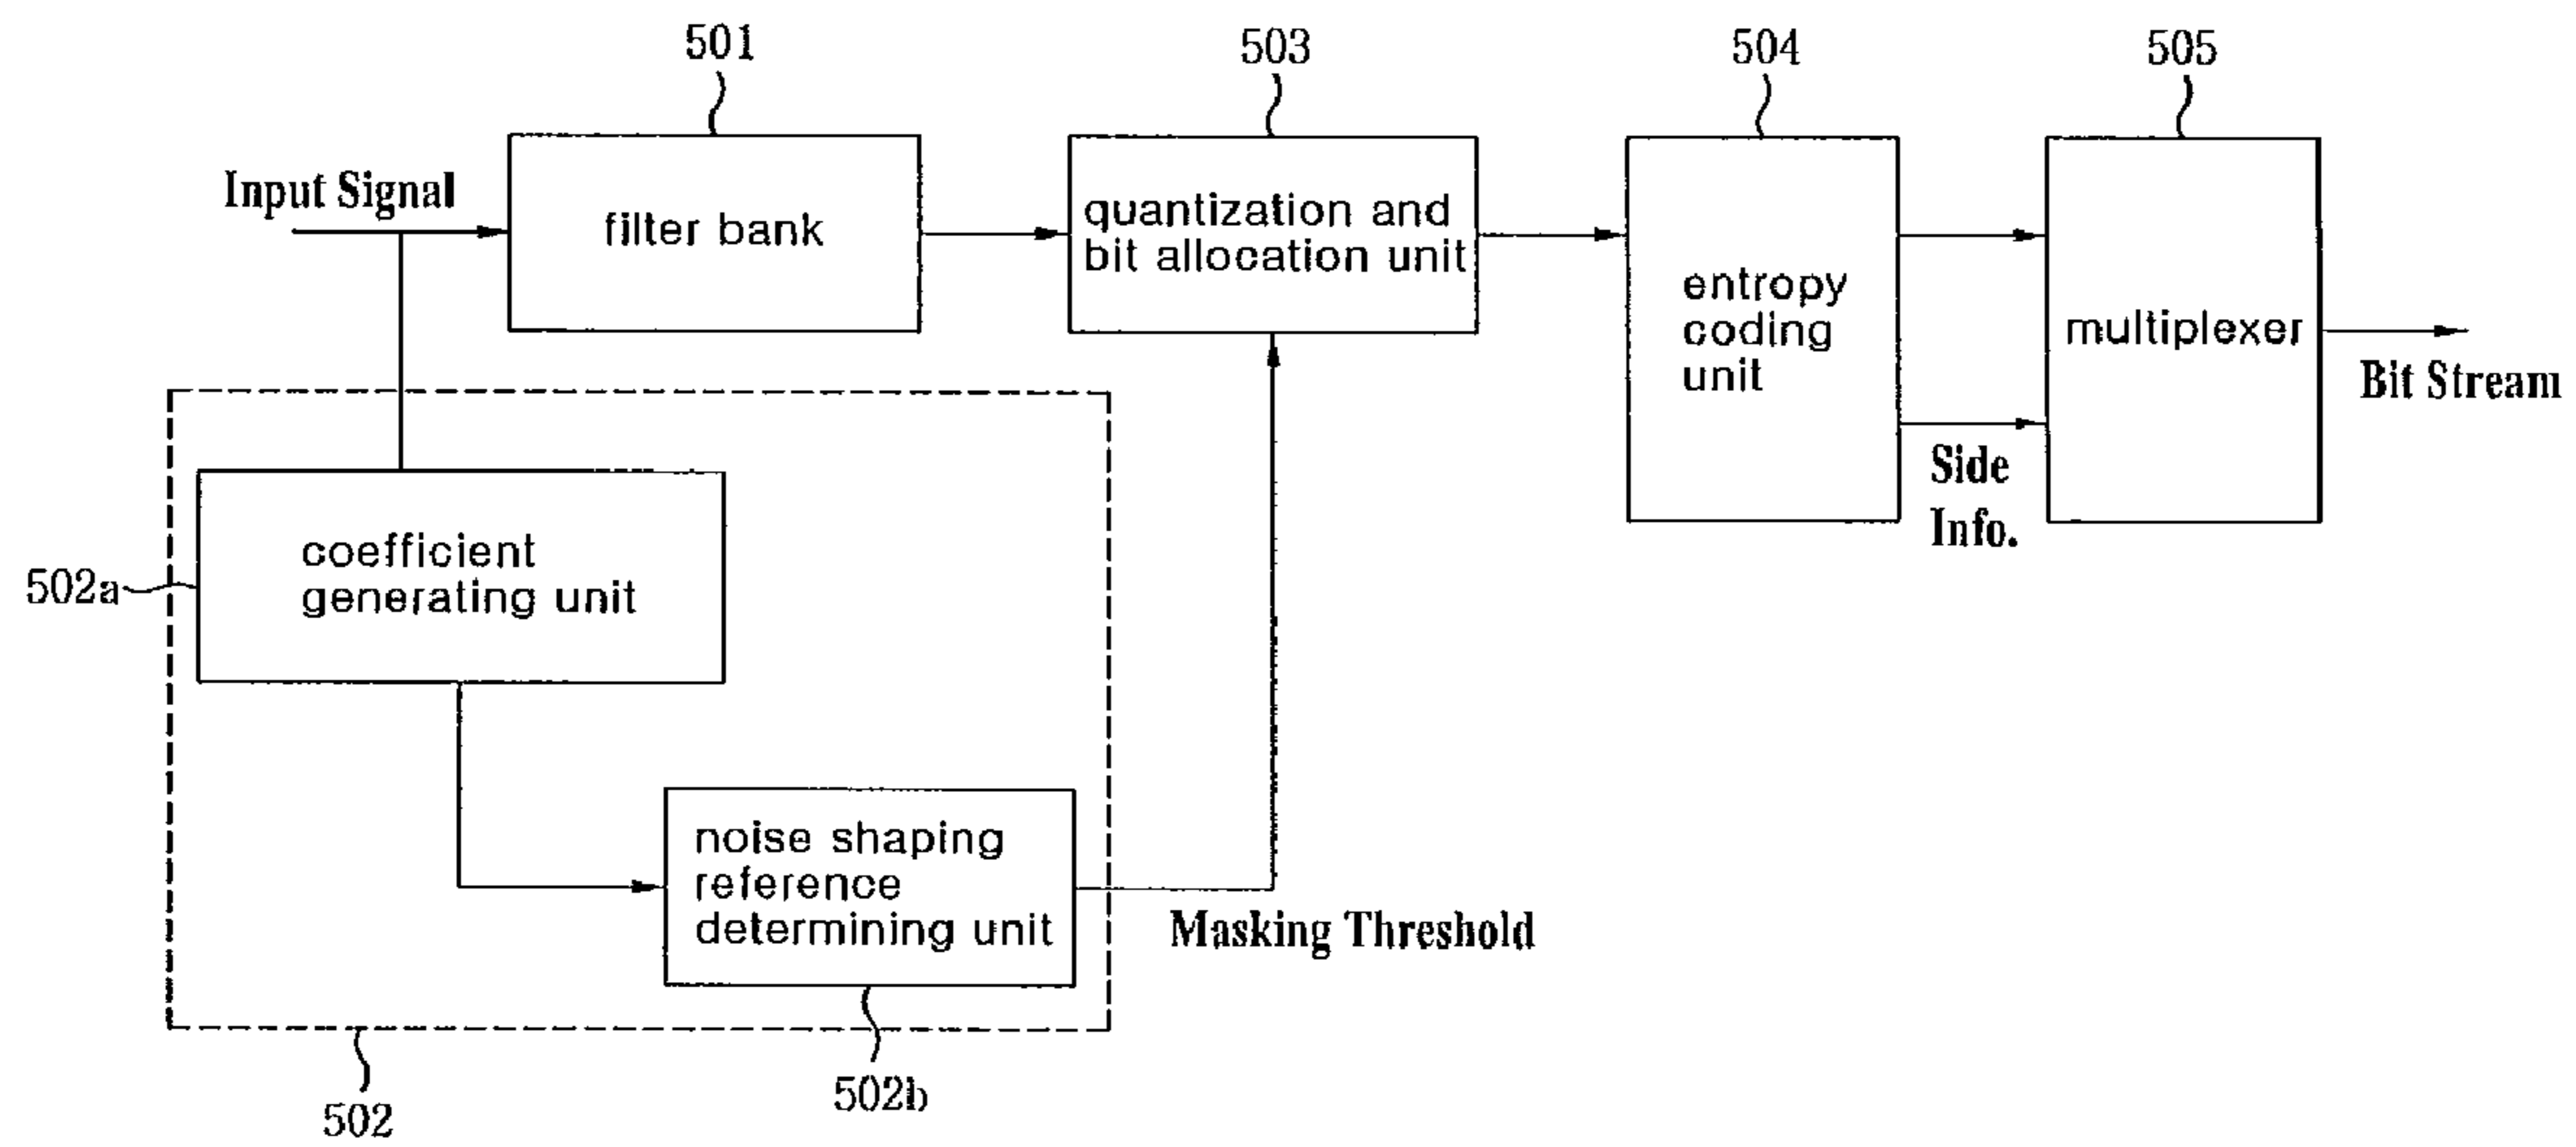 501
503
504
505
Input Signal
filter bank
quantization and
bit allocation unit
entropy
coding
unit
multiplexer
Bit Stream
Side
Info.
coefficient
generating unit
502a
noise shaping
reference
determining unit
Masking Threshold
502b
502